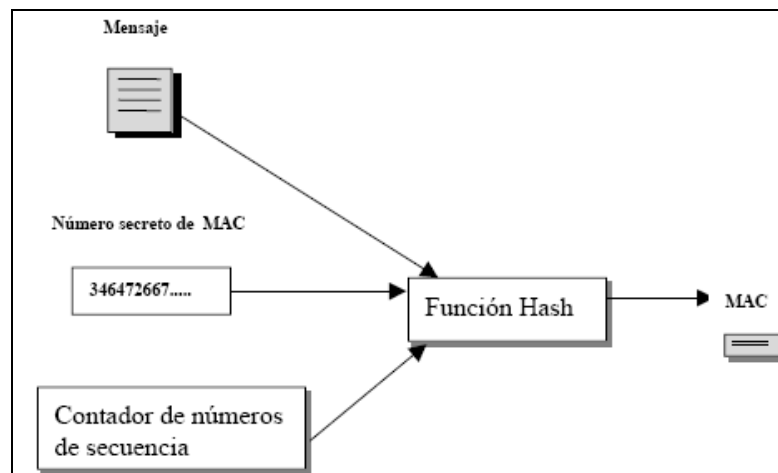 Mensaje
Número secreto de MAC
346472667.....
Función Hash
MAC
Contador de números
de secuencia